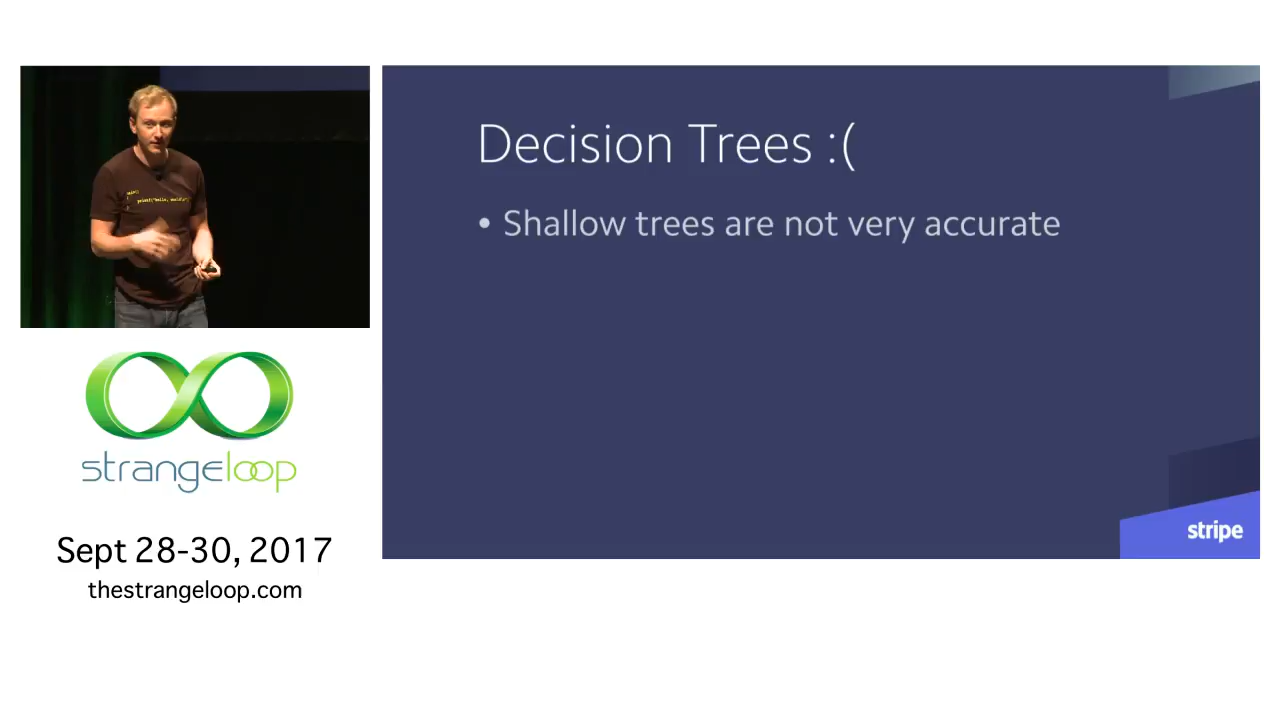 Decision Trees :(
• Shallow trees are not very accurate
stripe
strangeloop
Sept 28-30, 2017
thestrangeloop.com